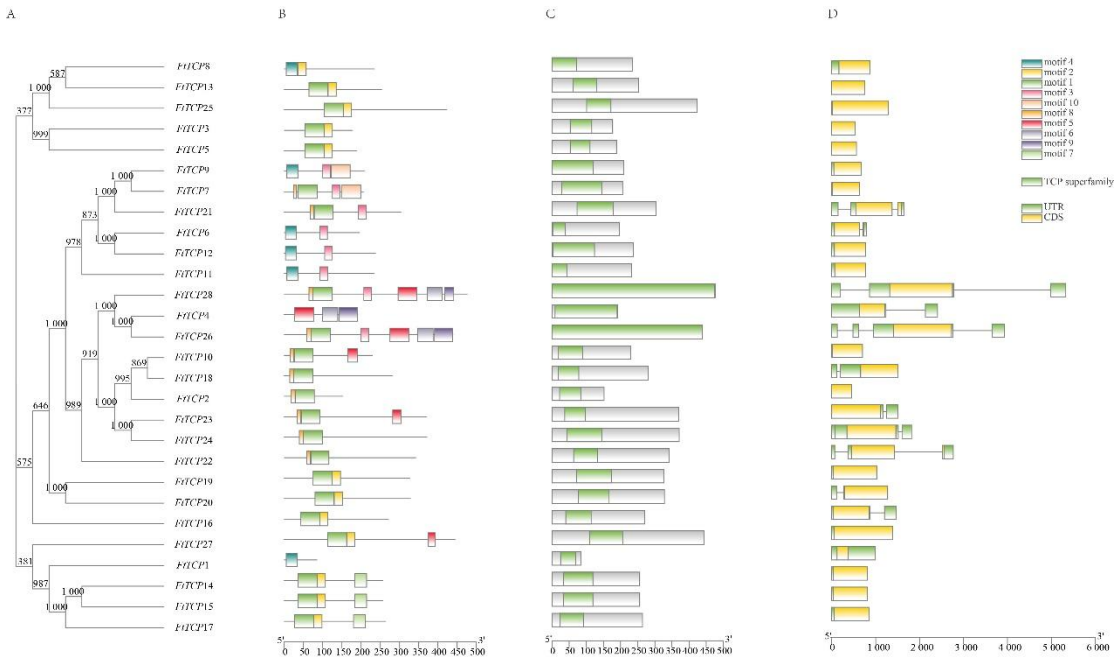 A
B
C
D
FtTCP8
FtTCP13
FtTCP25
FtTCP3
FtTCP5
FtTCP9
FtTCP7
FtTCP21
FtTCP6
FtTCP12
FtTCP11
FtTCP28
FtTCP4
FtTCP26
FtTCP10
FtTCP18
FtTCP2
FtTCP23
FtTCP24
FtTCP22
FtTCP19
FtTCP20
FtTCP16
FtTCP27
FtTCP1
FtTCP14
FtTCP15
FtTCP17
587
1 000
377
999
1 000
1 000
873
1 000
978
1 000
1 000
1 000
919
869
995
1 000
1 000
989
646
575
1 000
381
987
1 000
1 000
motif 4
motif 2
motif 1
motif 3
motif 10
motif 8
motif 5
motif 6
motif 9
motif 7
TCP superfamily
UTR
CDS
5' 3'
0 50 100 150 200 250 300 350 400 450 500
5' 3'
0 50 100 150 200 250 300 350 400 450 500
5' 3'
0 1 000 2 000 3 000 4 000 5 000 6 000